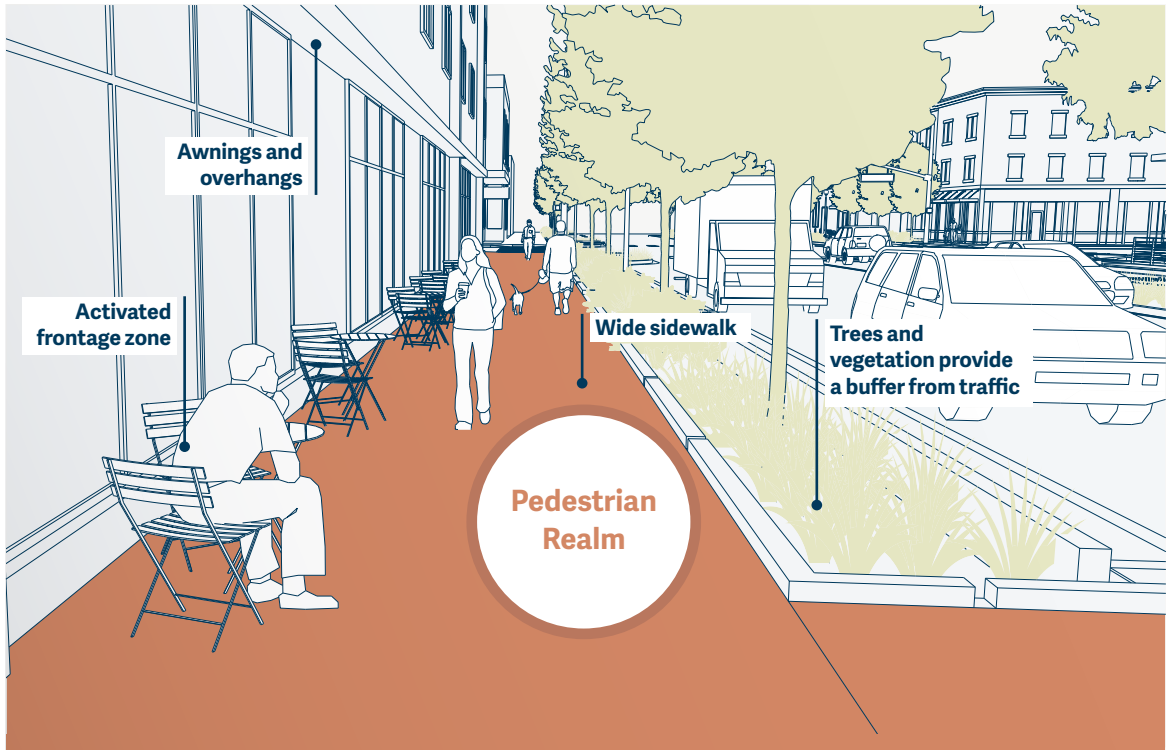 Awnings and
overhangs
Activated
frontage zone
Wide sidewalk
Trees and
vegetation provide
a buffer from traffic
Pedestrian
Realm